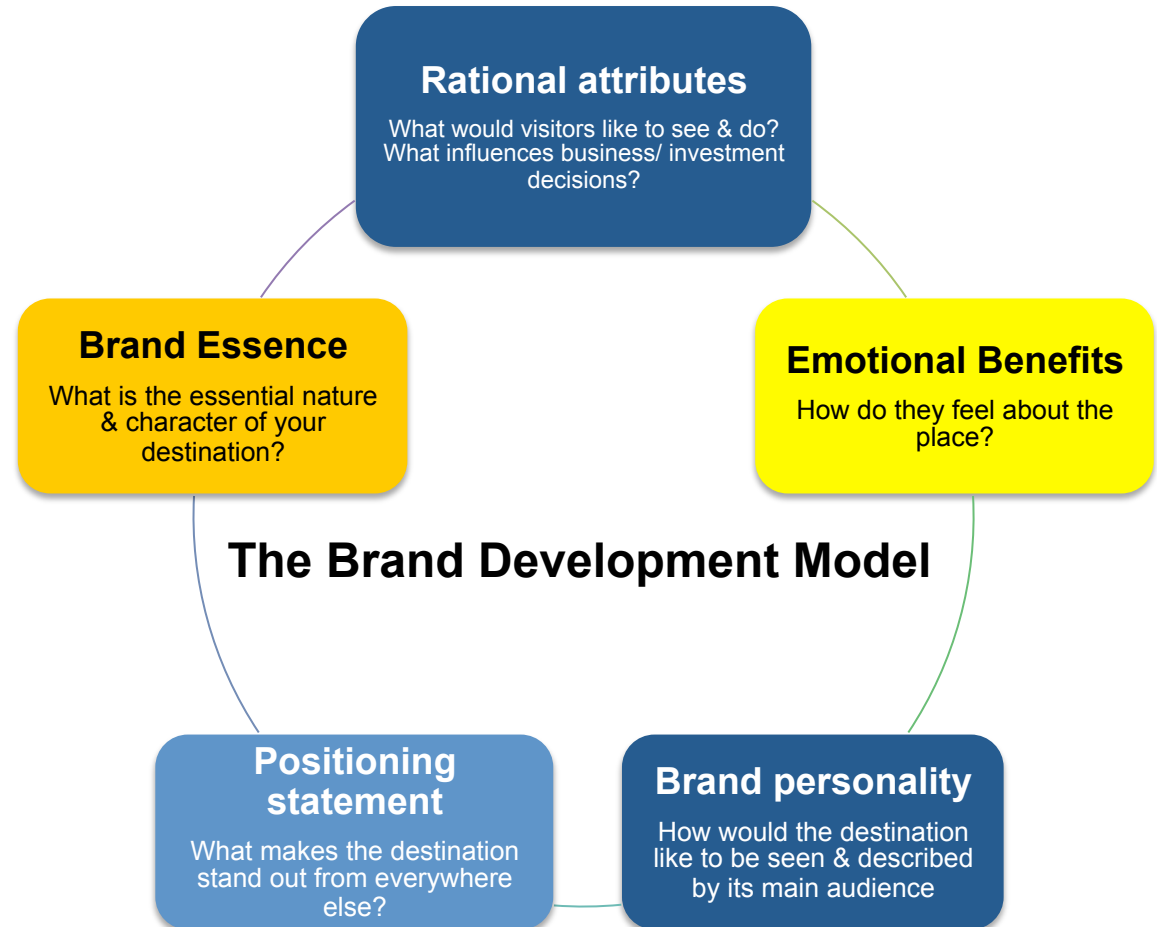 Rational attributes
What would visitors like to see & do?
What influences business/ investment
decisions?
Brand Essence
What is the essential nature
& character of your
destination?
Emotional Benefits
How do they feel about the
place?
The Brand Development Model
Positioning
statement
What makes the destination
stand out from everywhere
else?
Brand personality
How would the destination
like to be seen & described
by its main audience